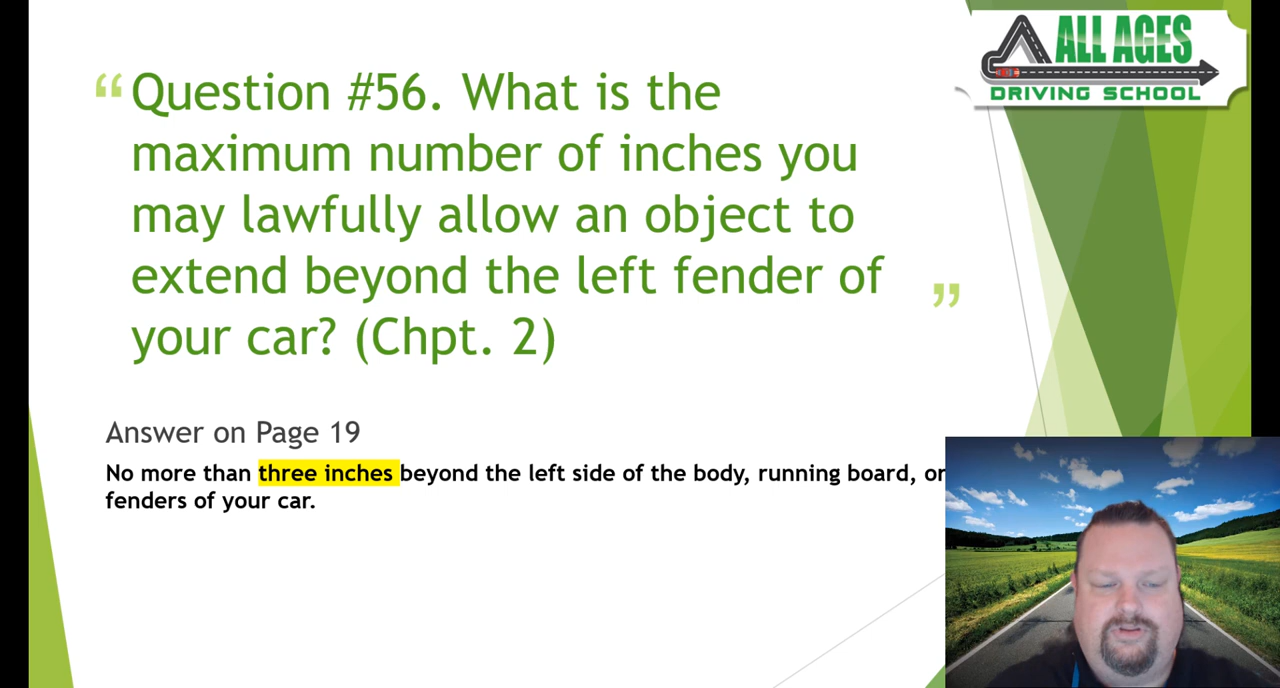 ALL AGES
DRIVING SCHOOL
“Question #56. What is the
maximum number of inches you
may lawfully allow an object to
extend beyond the left fender of
your car? (Chpt. 2)”
Answer on Page 19
No more than three inches beyond the left side of the body, running board, or
fenders of your car.